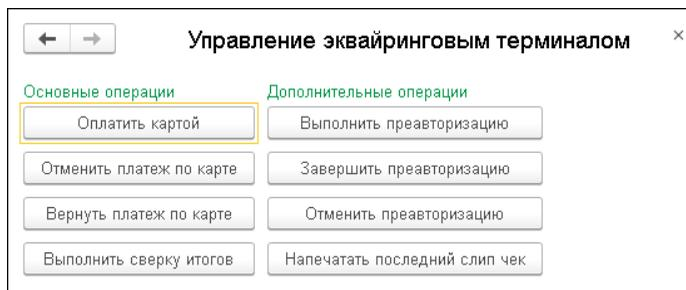 Управление эквайринговым терминалом
Основные операции
Дополнительные операции
Оплатить картой
Выполнить преавторизацию
Отменить платеж по карте
Завершить преавторизацию
Вернуть платеж по карте
Отменить преавторизацию
Выполнить сверку итогов
Напечатать последний слип чек